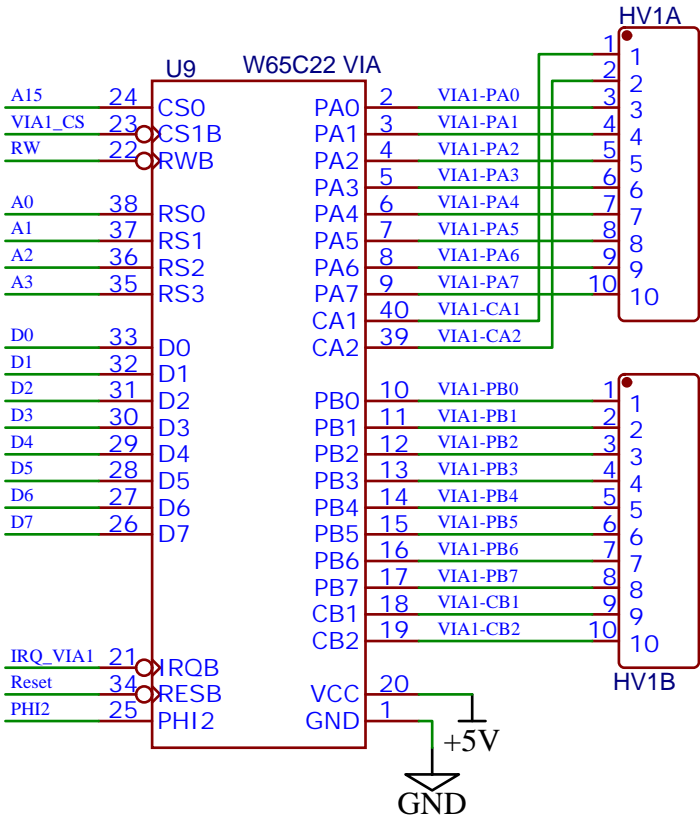 HV1A
U9 W65C22 VIA
1 1
2 2
A15 24 CS0 PA0 2 VIA1-PA0 3 3
VIA1_CS 23 CS1B PA1 3 VIA1-PA1 4 4
RW 22 RWB PA2 4 VIA1-PA2 5 5
PA3 5 VIA1-PA3 6 6
A0 38 RS0 PA4 6 VIA1-PA4 7 7
A1 37 RS1 PA5 7 VIA1-PA5 8 8
A2 36 RS2 PA6 8 VIA1-PA6 9 9
A3 35 RS3 PA7 9 VIA1-PA7 10 10
CA1 40 VIA1-CA1
D0 33 D0 CA2 39 VIA1-CA2
D1 32 D1
D2 31 D2 PB0 10 VIA1-PB0 1 1
D3 30 D3 PB1 11 VIA1-PB1 2 2
D4 29 D4 PB2 12 VIA1-PB2 3 3
D5 28 D5 PB3 13 VIA1-PB3 4 4
D6 27 D6 PB4 14 VIA1-PB4 5 5
D7 26 D7 PB5 15 VIA1-PB5 6 6
PB6 16 VIA1-PB6 7 7
PB7 17 VIA1-PB7 8 8
CB1 18 VIA1-CB1 9 9
CB2 19 VIA1-CB2 10 10
IRQ_VIA1 21 IRQB
HV1B
Reset 34 RESB VCC 20
PHI2 25 PHI2 GND 1
+5V
GND